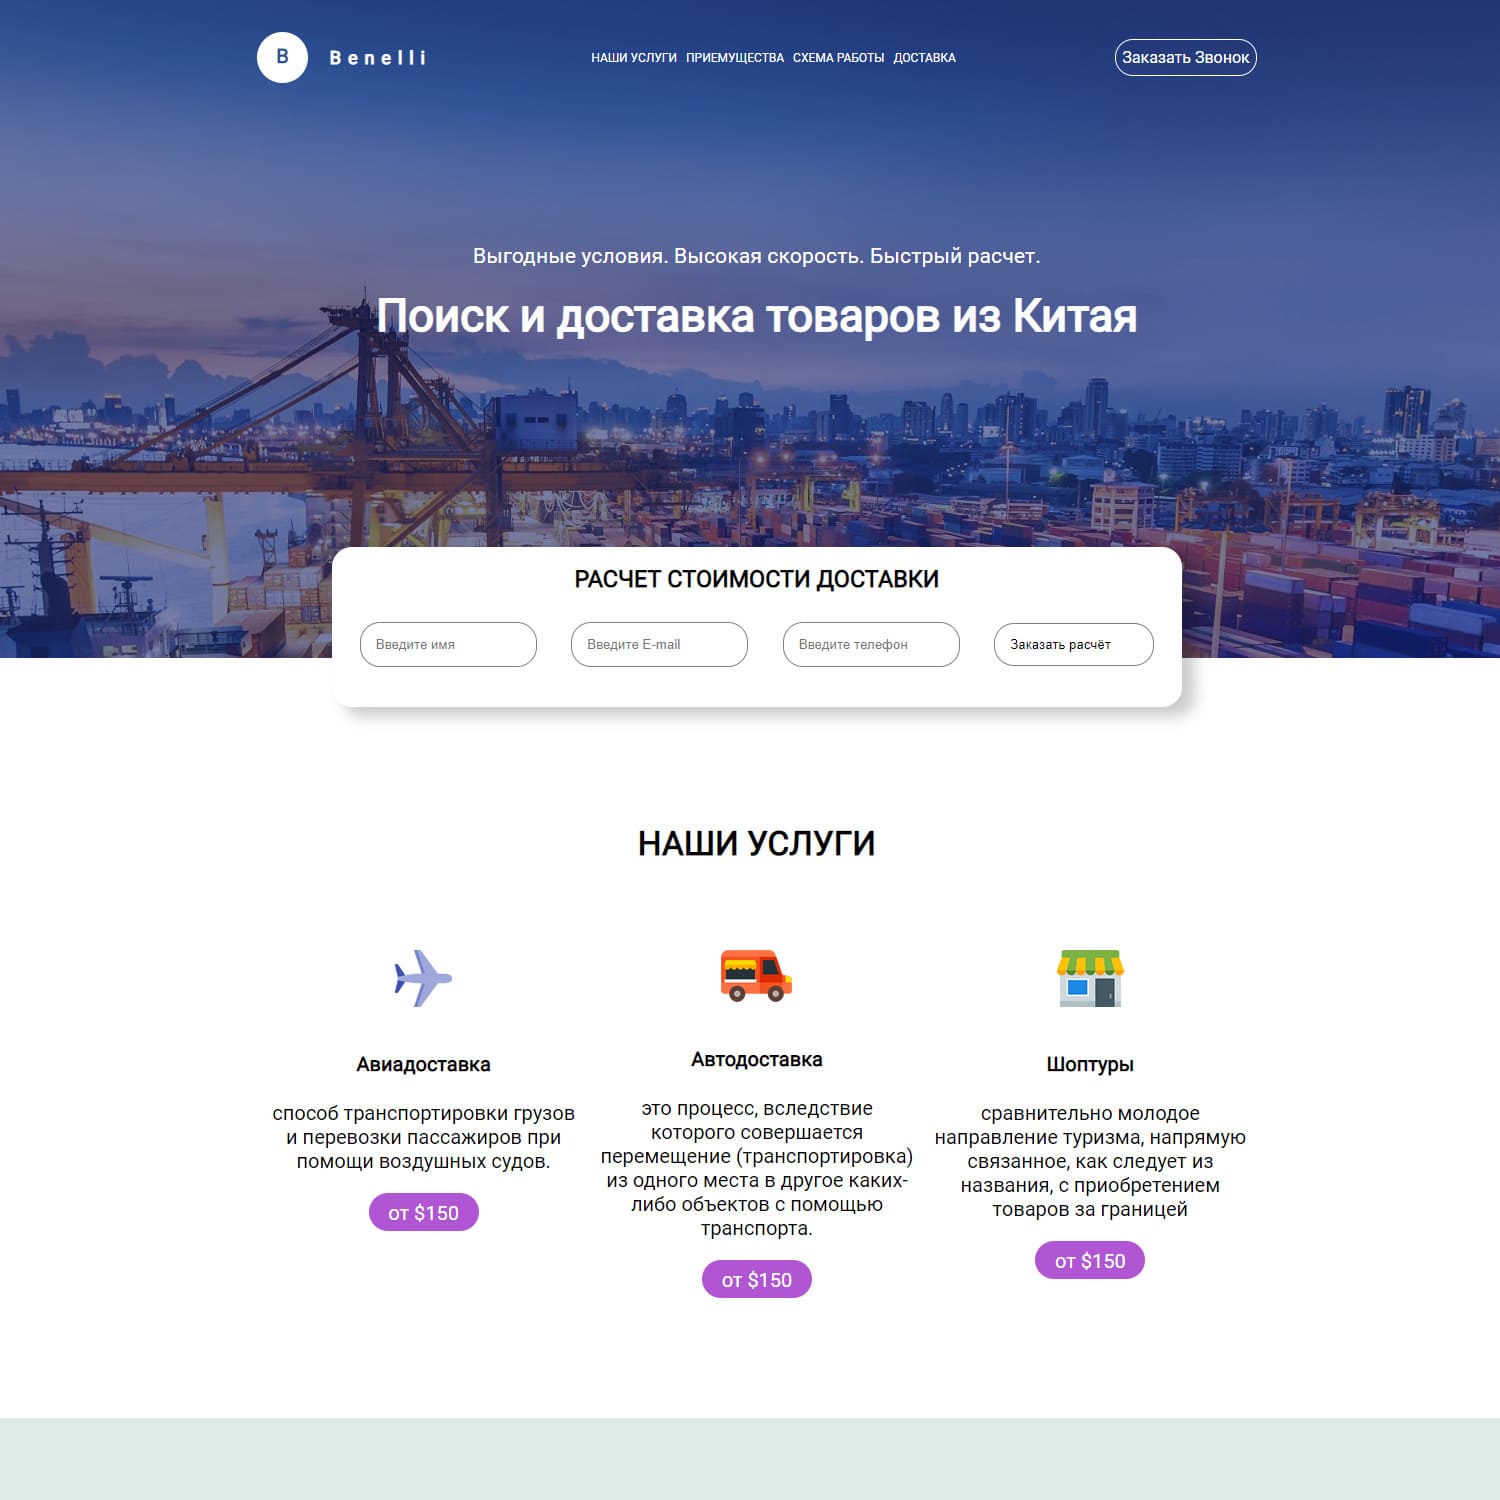 B
Benelli
НАШИ УСЛУГИ ПРИЕМУЩЕСТВА СХЕМА РАБОТЫ ДОСТАВКА
Заказать Звонок
Выгодные условия. Высокая скорость. Быстрый расчет.
Поиск и доставка товаров из Китая
РАСЧЕТ СТОИМОСТИ ДОСТАВКИ
Введите имя
Введите E-mail
Введите телефон
Заказать расчёт
НАШИ УСЛУГИ
Авиадоставка
способ транспортировки грузов
и перевозки пассажиров при
помощи воздушных судов.
от $150
Автодоставка
это процесс, вследствие
которого совершается
перемещение (транспортировка)
из одного места в другое каких-
либо объектов с помощью
транспорта.
от $150
Шоптуры
сравнительно молодое
направление туризма, напрямую
связанное, как следует из
названия, с приобретением
товаров за границей
от $150